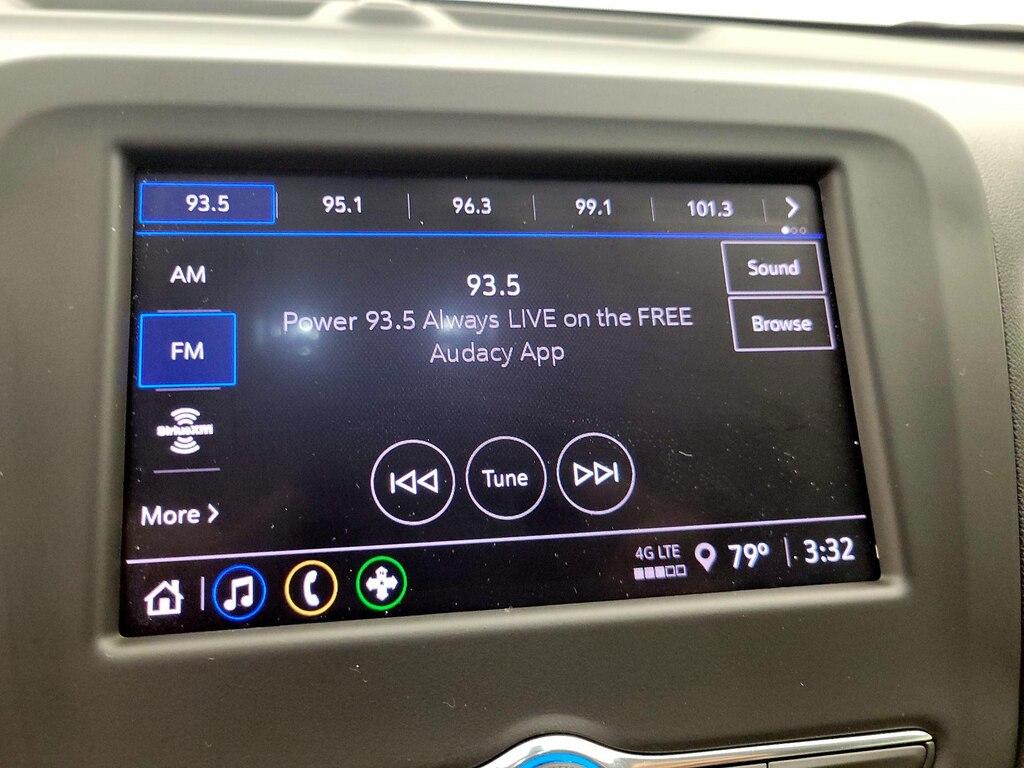 93.5 95.1 96.3 99.1 101.3
AM
93.5
Sound
Power 93.5 Always LIVE on the FREE
Audacy App
Browse
FM
SiriusXM
Tune
More
4G LTE
79° 3:32